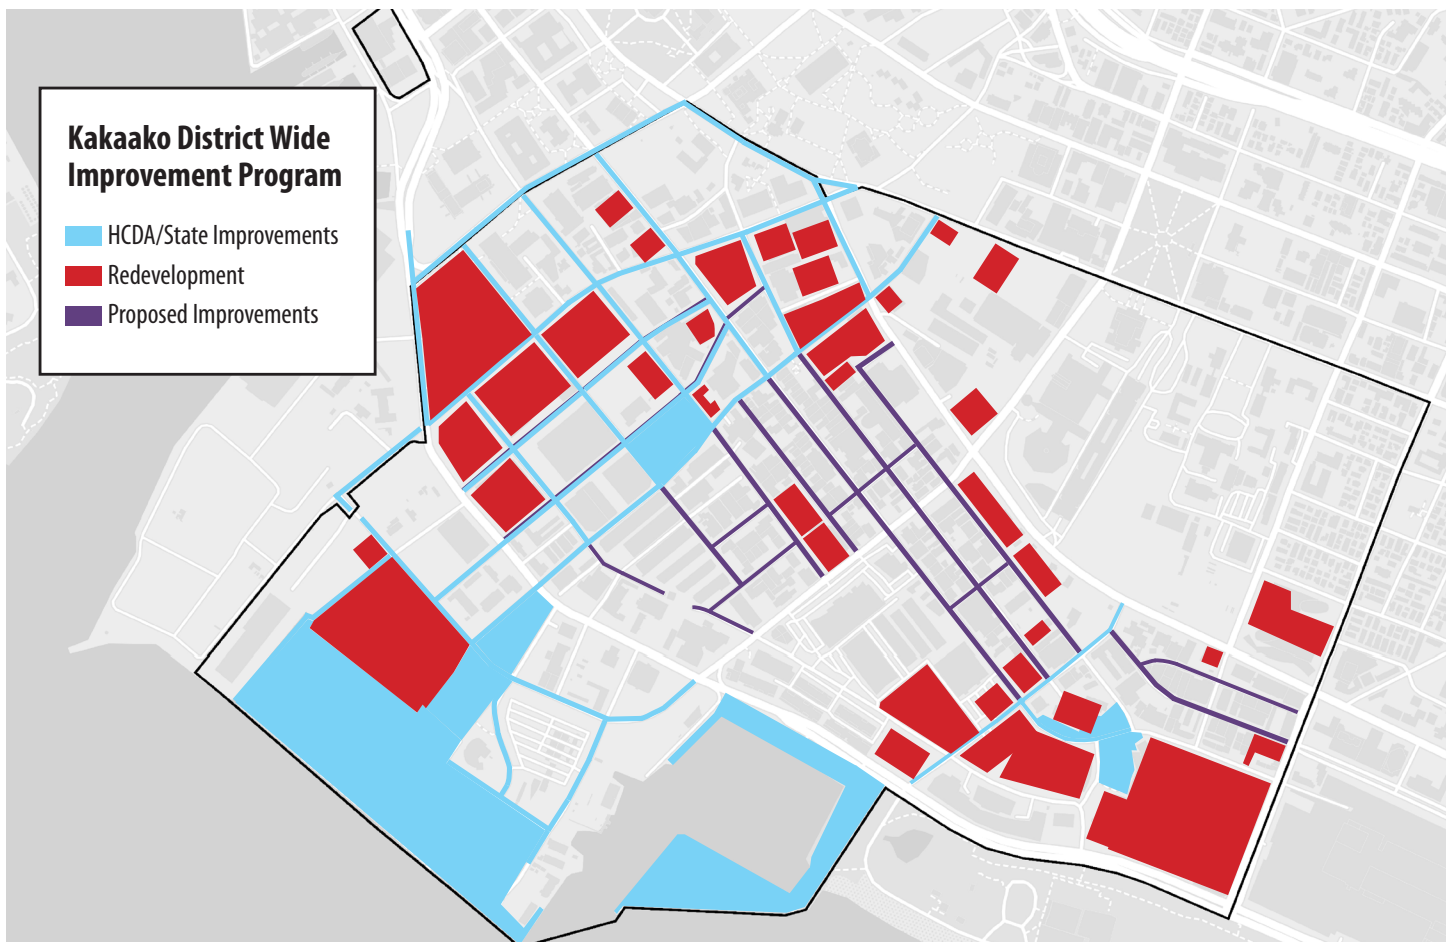 Kakaako District Wide
Improvement Program
HCDA/State Improvements
Redevelopment
Proposed Improvements